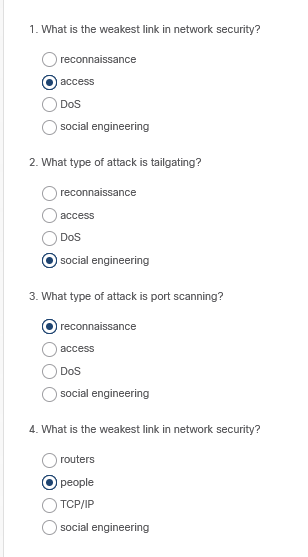 1. What is the weakest link in network security?
reconnaissance
access
DoS
social engineering
2. What type of attack is tailgating?
reconnaissance
access
DoS
social engineering
3. What type of attack is port scanning?
reconnaissance
access
DoS
social engineering
4. What is the weakest link in network security?
routers
people
TCP/IP
social engineering